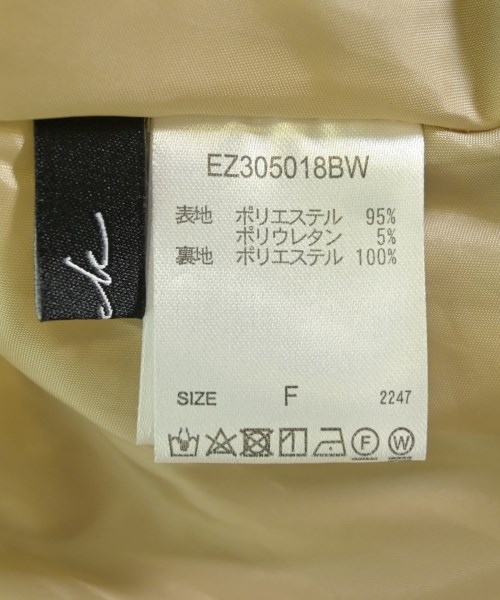 EZ305018BW
表地 ポリエステル 95%
ポリウレタン 5%
裏地 ポリエステル 100%
SIZE F 2247
F W